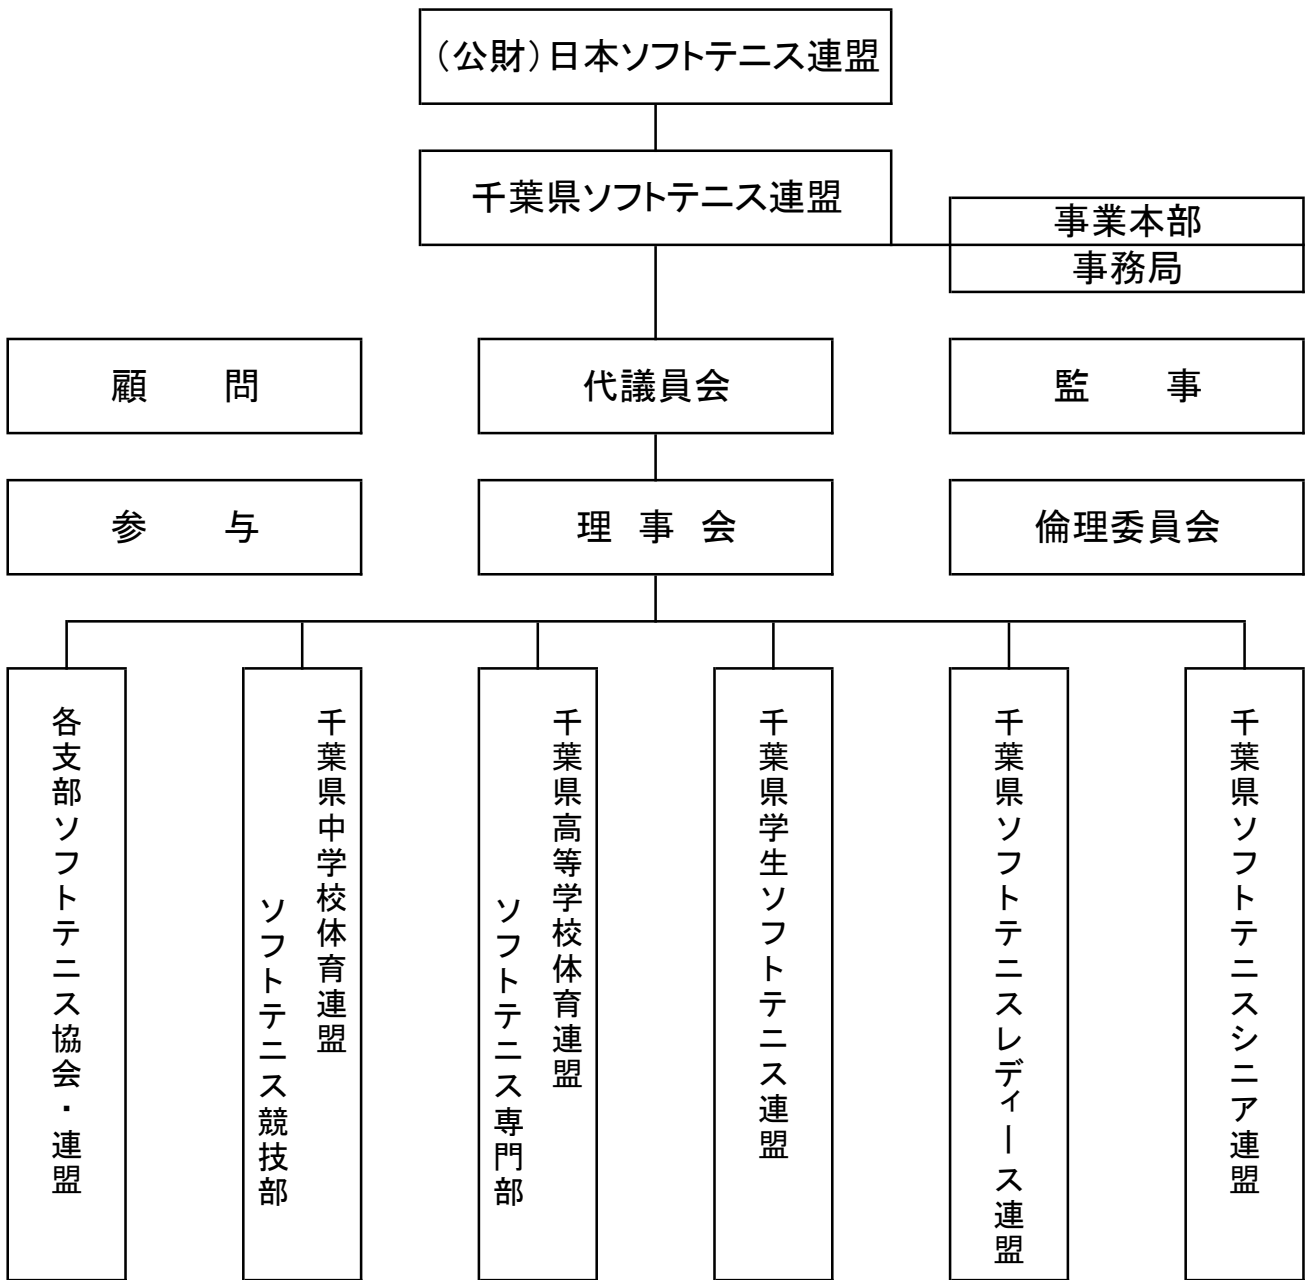 （公財）日本ソフトテニス連盟
千葉県ソフトテニス連盟
事業本部
事務局
顧　　問
代議員会
監　　事
参　　与
理　事　会
倫理委員会
各支部ソフトテニス協会・連盟
千葉県中学校体育連盟
ソフトテニス競技部
千葉県高等学校体育連盟
ソフトテニス専門部
千葉県学生ソフトテニス連盟
千葉県ソフトテニスレディース連盟
千葉県ソフトテニスシニア連盟